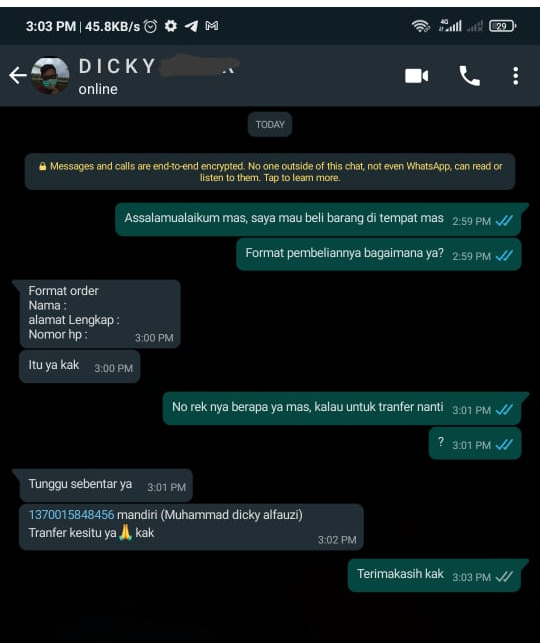 3:03 PM | 45.8KB/s
4G
29
DICKY
online
TODAY
Messages and calls are end-to-end encrypted. No one outside of this chat, not even WhatsApp, can read or
listen to them. Tap to learn more.
Assalamualaikum mas, saya mau beli barang di tempat mas 2:59 PM
Format pembeliannya bagaimana ya? 2:59 PM
Format order
Nama :
alamat Lengkap :
Nomor hp : 3:00 PM
Itu ya kak 3:00 PM
No rek nya berapa ya mas, kalau untuk tranfer nanti 3:01 PM
? 3:01 PM
Tunggu sebentar ya 3:01 PM
1370015848456 mandiri (Muhammad dicky alfauzi)
Tranfer kesitu ya🙏 kak
3:02 PM
Terimakasih kak 3:03 PM